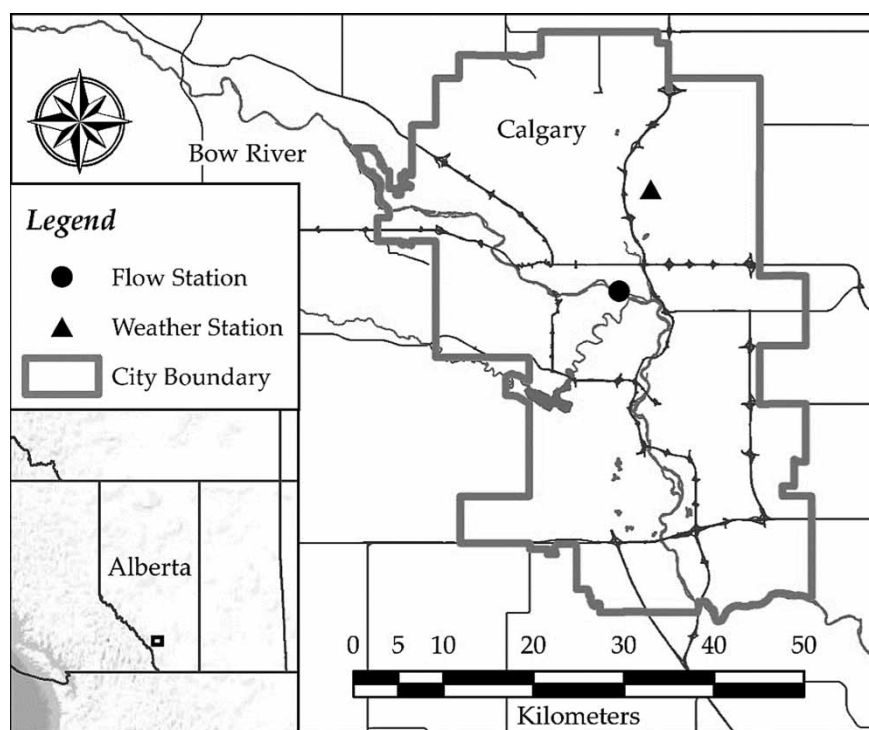 Calgary
Bow River
Legend
Flow Station
Weather Station
City Boundary
Alberta
0 5 10 20 30 40 50
Kilometers